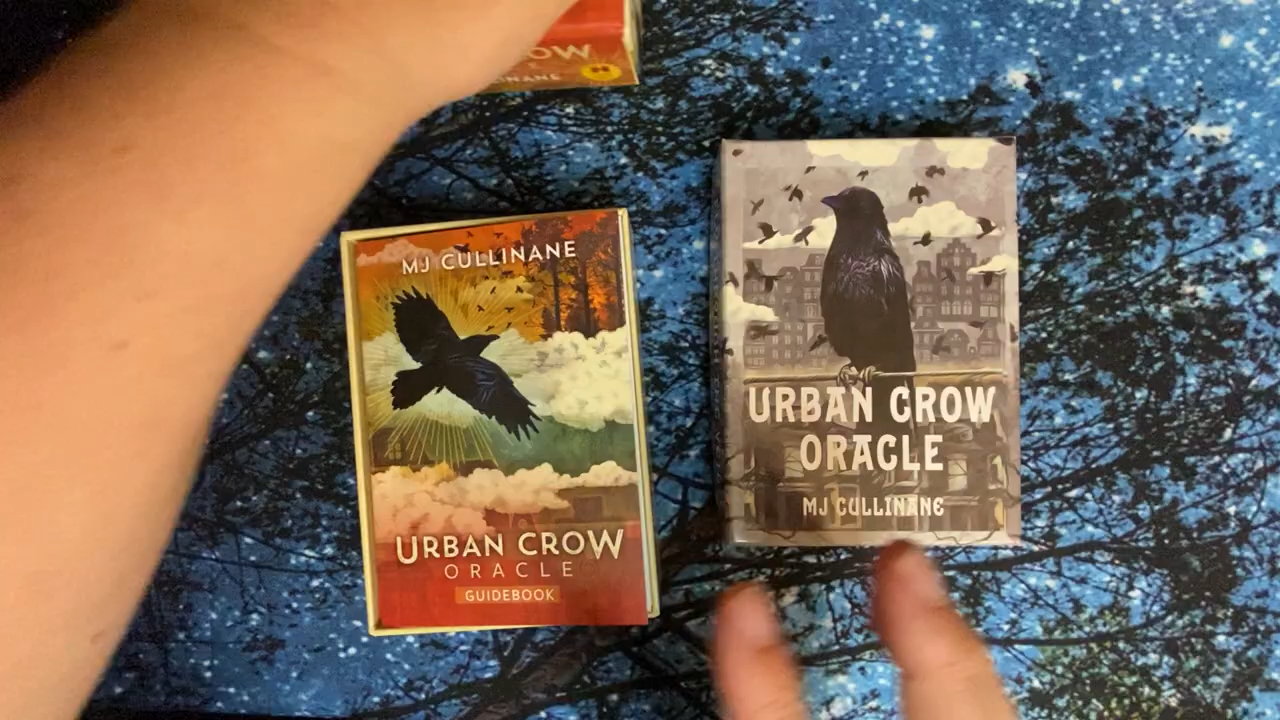 MJ CULLINANE
URBAN CROW
ORACLE
GUIDEBOOK
URBAN CROW
ORACLE
MJ CULLINANE